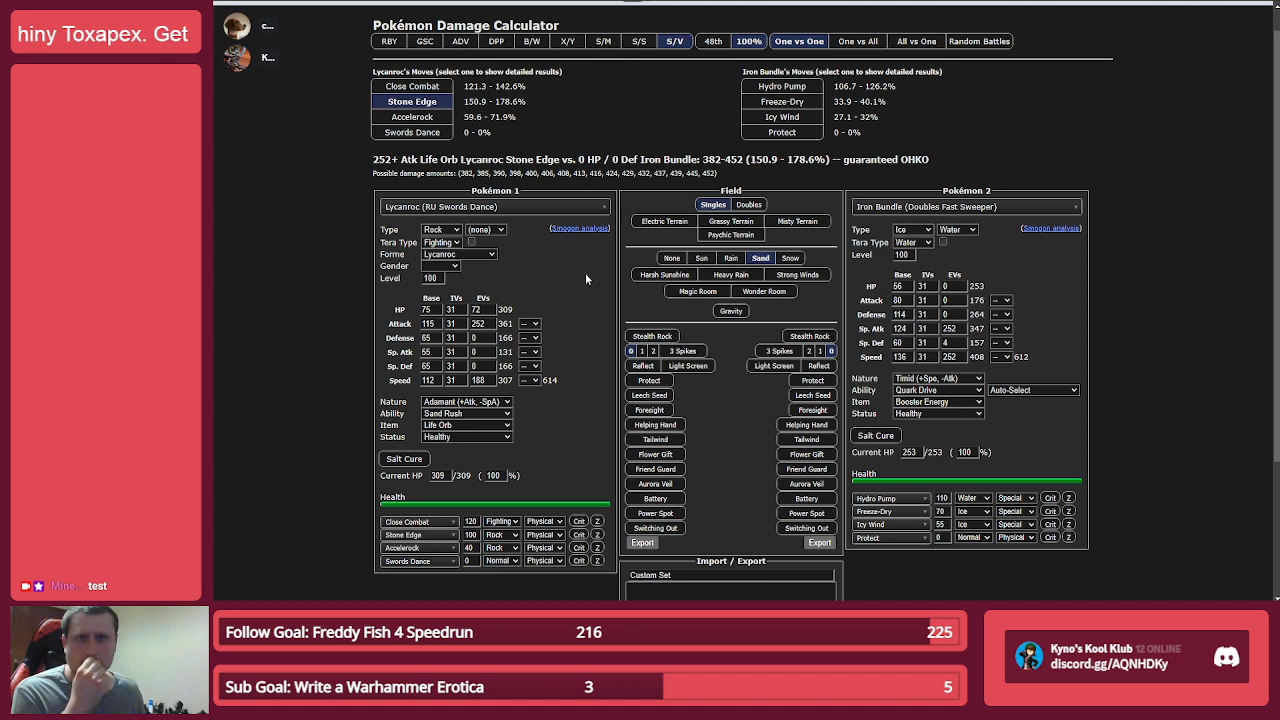 hiny Toxapex. Get
c...
K...
Pokémon Damage Calculator
RBY GSC ADV DPP B/W X/Y S/M S/S S/V 48th 100% One vs One One vs All All vs One Random Battles
Lycanroc's Moves (select one to show detailed results)
Close Combat 121.3 - 142.6%
Stone Edge 150.9 - 178.6%
Accelerock 59.6 - 71.9%
Swords Dance 0 - 0%
Iron Bundle's Moves (select one to show detailed results)
Hydro Pump 106.7 - 126.2%
Freeze-Dry 33.9 - 40.1%
Icy Wind 27.1 - 32%
Protect 0 - 0%
252+ Atk Life Orb Lycanroc Stone Edge vs. 0 HP / 0 Def Iron Bundle: 382-452 (150.9 - 178.6%) -- guaranteed OHKO
Possible damage amounts: (382, 385, 390, 398, 400, 406, 408, 413, 416, 424, 429, 432, 437, 439, 445, 452)
Pokémon 1
Lycanroc (RU Swords Dance)
Type Rock (none) (Smogon analysis)
Tera Type Fighting
Forme Lycanroc
Gender
Level 100
Base IVs EVs
HP 75 31 72 309
Attack 115 31 252 361 --
Defense 65 31 0 166 --
Sp. Atk 55 31 0 131 --
Sp. Def 65 31 0 166 --
Speed 112 31 188 307 -- 614
Nature Adamant (+Atk, -SpA)
Ability Sand Rush
Item Life Orb
Status Healthy
Salt Cure
Current HP 309 /309 ( 100 %)
Health
Close Combat 120 Fighting Physical Crit Z
Stone Edge 100 Rock Physical Crit Z
Accelerock 40 Rock Physical Crit Z
Swords Dance 0 Normal Physical Crit Z
Field
Singles Doubles
Electric Terrain Grassy Terrain Misty Terrain
Psychic Terrain
None Sun Rain Sand Snow
Harsh Sunshine Heavy Rain Strong Winds
Magic Room Wonder Room
Gravity
Stealth Rock Stealth Rock
0 1 2 3 Spikes 3 Spikes 2 1 0
Reflect Light Screen Light Screen Reflect
Protect Protect
Leech Seed Leech Seed
Foresight Foresight
Helping Hand Helping Hand
Tailwind Tailwind
Flower Gift Flower Gift
Friend Guard Friend Guard
Aurora Veil Aurora Veil
Battery Battery
Power Spot Power Spot
Switching Out Switching Out
Export Export
Import / Export
Custom Set
Pokémon 2
Iron Bundle (Doubles Fast Sweeper)
Type Ice Water (Smogon analysis)
Tera Type Water
Level 100
Base IVs EVs
HP 56 31 0 253
Attack 80 31 0 176 --
Defense 114 31 0 264 --
Sp. Atk 124 31 252 347 --
Sp. Def 60 31 4 157 --
Speed 136 31 252 408 -- 612
Nature Timid (+Spe, -Atk)
Ability Quark Drive Auto-Select
Item Booster Energy
Status Healthy
Salt Cure
Current HP 253 /253 ( 100 %)
Health
Hydro Pump 110 Water Special Crit Z
Freeze-Dry 70 Ice Special Crit Z
Icy Wind 55 Ice Special Crit Z
Protect 0 Normal Physical Crit Z
Mine test
Follow Goal: Freddy Fish 4 Speedrun 216 225
Sub Goal: Write a Warhammer Erotica 3 5
Kyno's Kool Klub 12 ONLINE
discord.gg/AQNHDKy